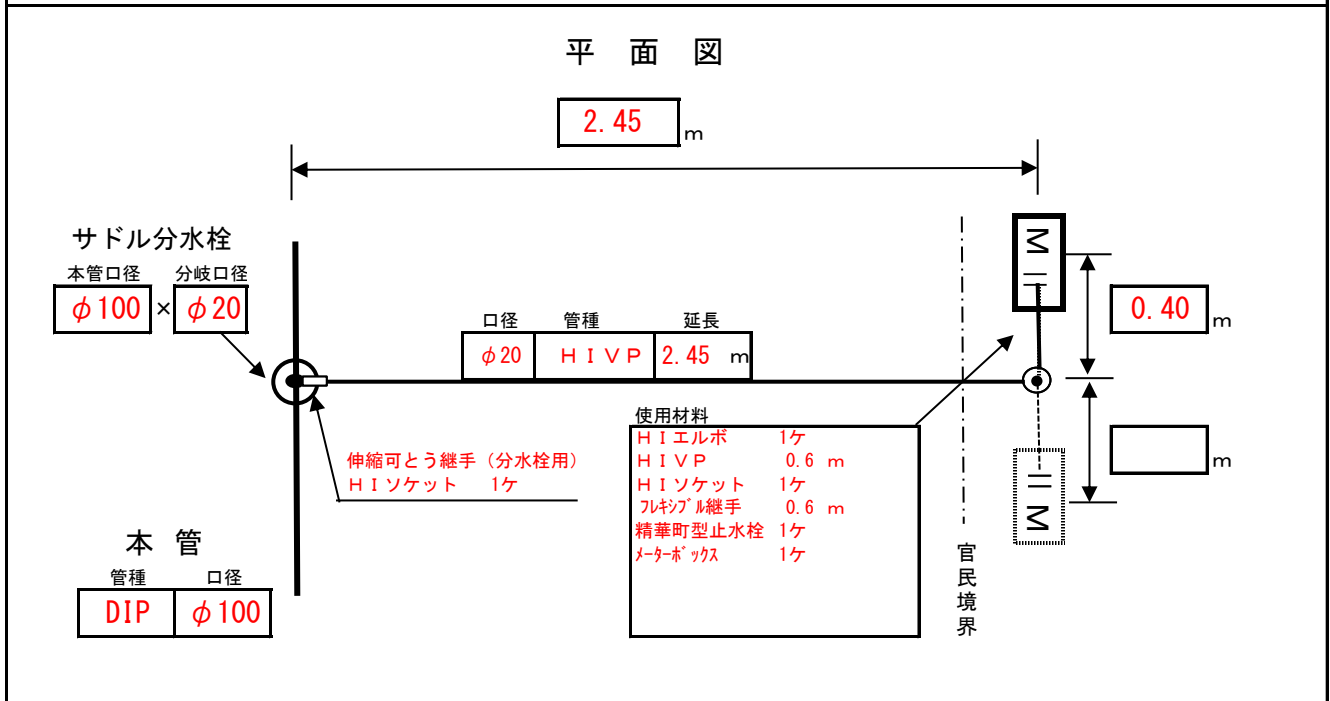 平 面 図
2.45 m
サドル分水栓
本管口径 分岐口径
φ100 × φ20
口径 管種 延長
φ20 HIVP 2.45 m
M
0.40 m
伸縮可とう継手(分水栓用)
HIソケット 1ケ
使用材料
HIエルボ 1ケ
HIVP 0.6 m
HIソケット 1ケ
フレキシブル継手 0.6 m
精華町型止水栓 1ケ
メーターボックス 1ケ
m
M
官民境界
本 管
管種 口径
DIP φ100